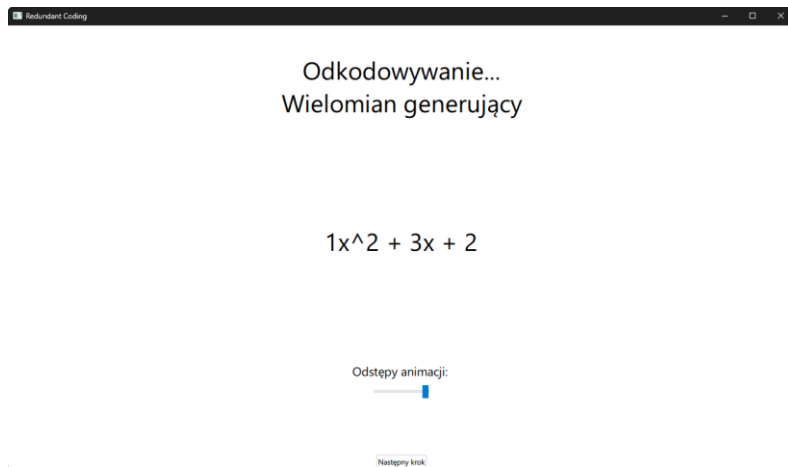 Redundant Coding
Odkodowywanie...
Wielomian generujący
1x^2 + 3x + 2
Odstępy animacji:
Następny krok